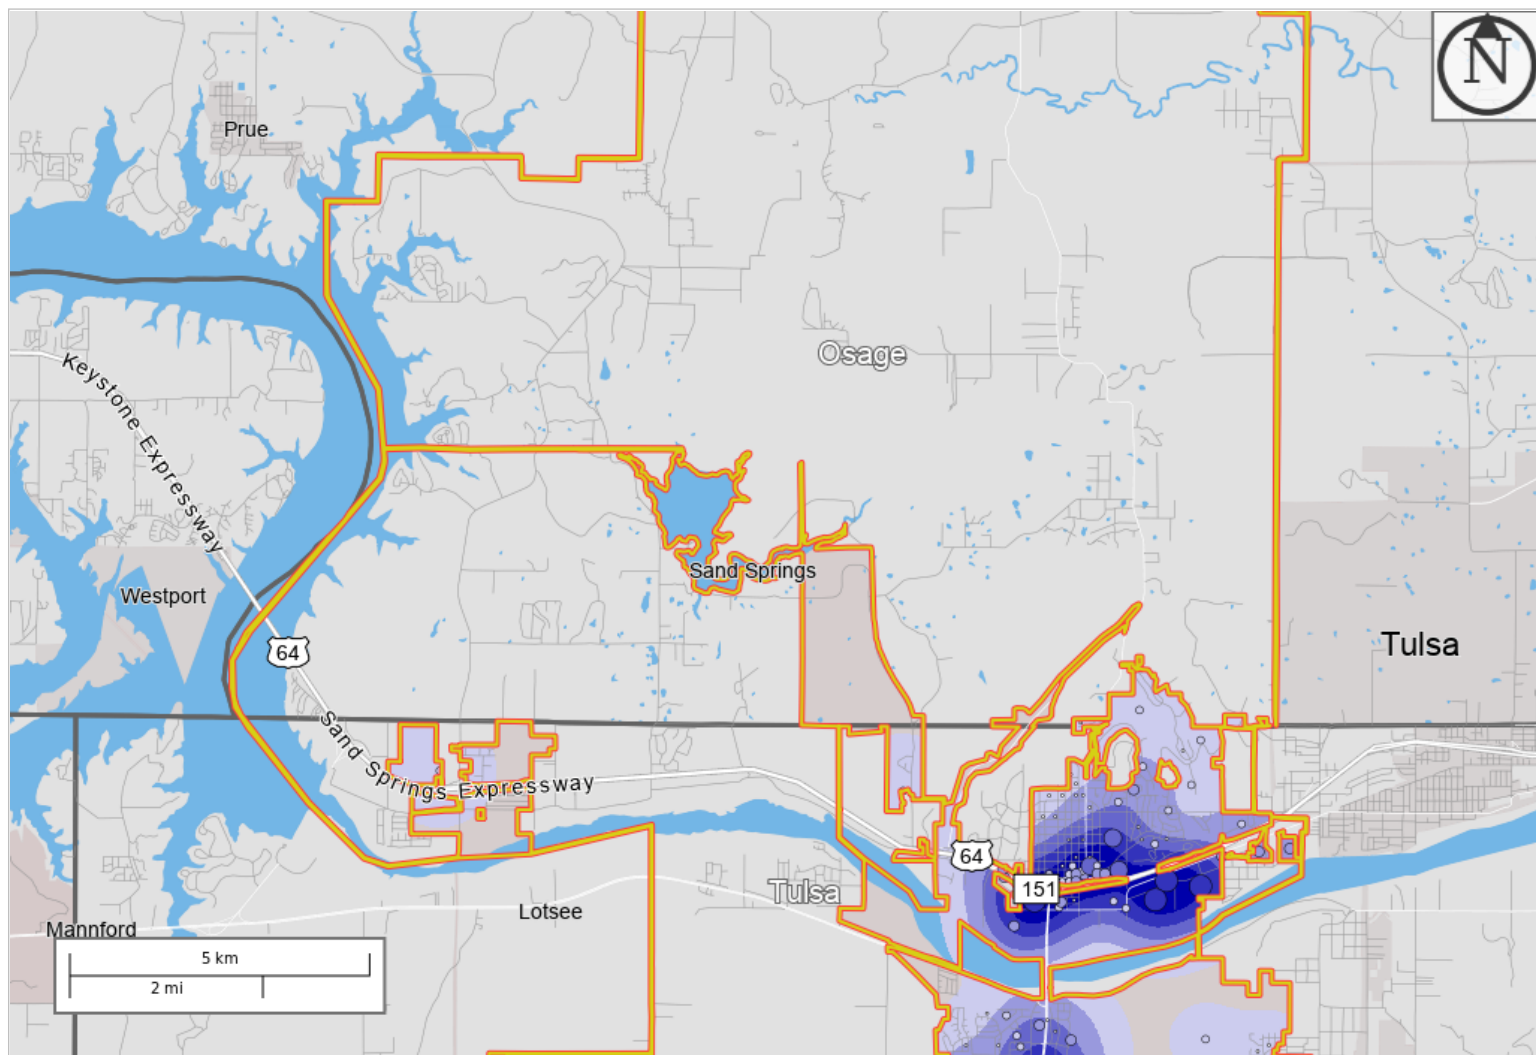 N
Prue
Osage
Keystone Expressway
Sand Springs
Westport
Tulsa
64
Sand Springs Expressway
64
151
Tulsa
Lotsee
Mannford
5 km
2 mi